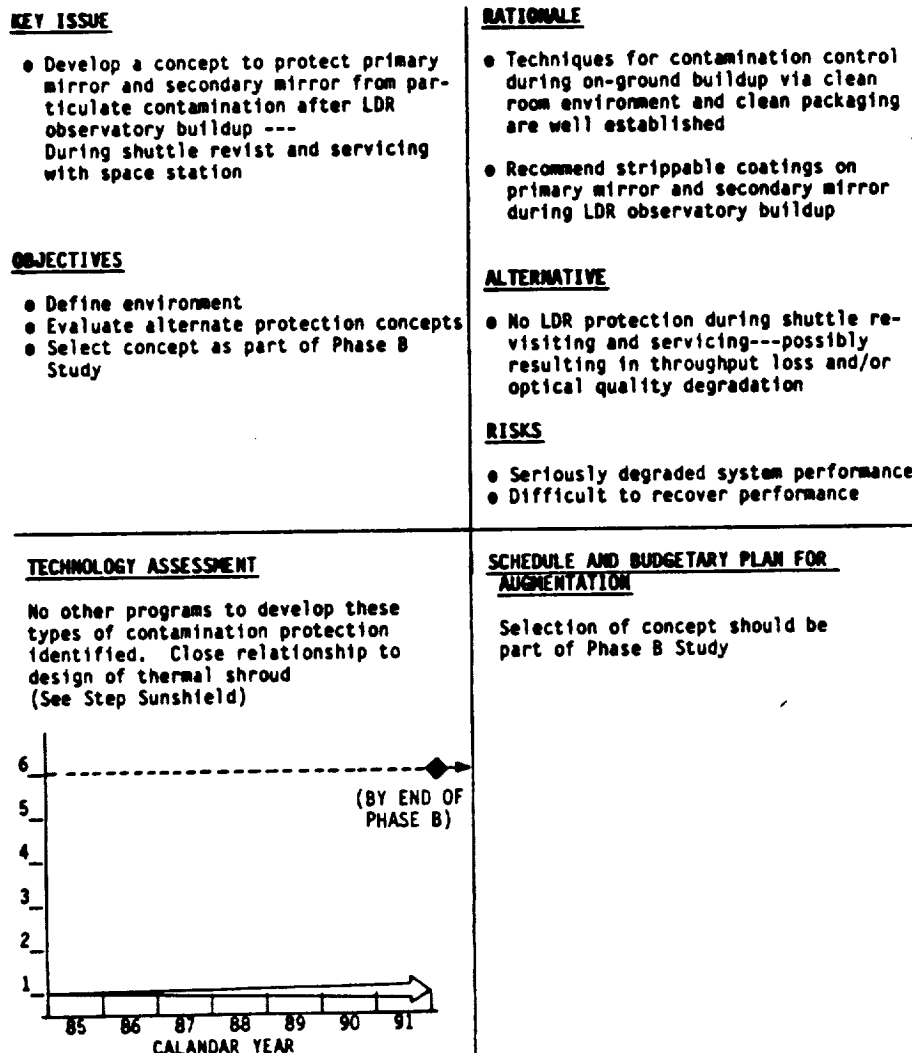 KEY ISSUE
● Develop a concept to protect primary
mirror and secondary mirror from par-
ticulate contamination after LDR
observatory buildup ---
During shuttle revist and servicing
with space station
OBJECTIVES
● Define environment
● Evaluate alternate protection concepts
● Select concept as part of Phase B
Study
RATIONALE
● Techniques for contamination control
during on-ground buildup via clean
room environment and clean packaging
are well established
● Recommend strippable coatings on
primary mirror and secondary mirror
during LDR observatory buildup
ALTERNATIVE
● No LDR protection during shuttle re-
visiting and servicing---possibly
resulting in throughput loss and/or
optical quality degradation
RISKS
● Seriously degraded system performance
● Difficult to recover performance
TECHNOLOGY ASSESSMENT
No other programs to develop these
types of contamination protection
identified. Close relationship to
design of thermal shroud
(See Step Sunshield)
6
5
4
3
2
1
(BY END OF
PHASE B)
85 86 87 88 89 90 91
CALANDAR YEAR
SCHEDULE AND BUDGETARY PLAN FOR
AUGMENTATION
Selection of concept should be
part of Phase B Study